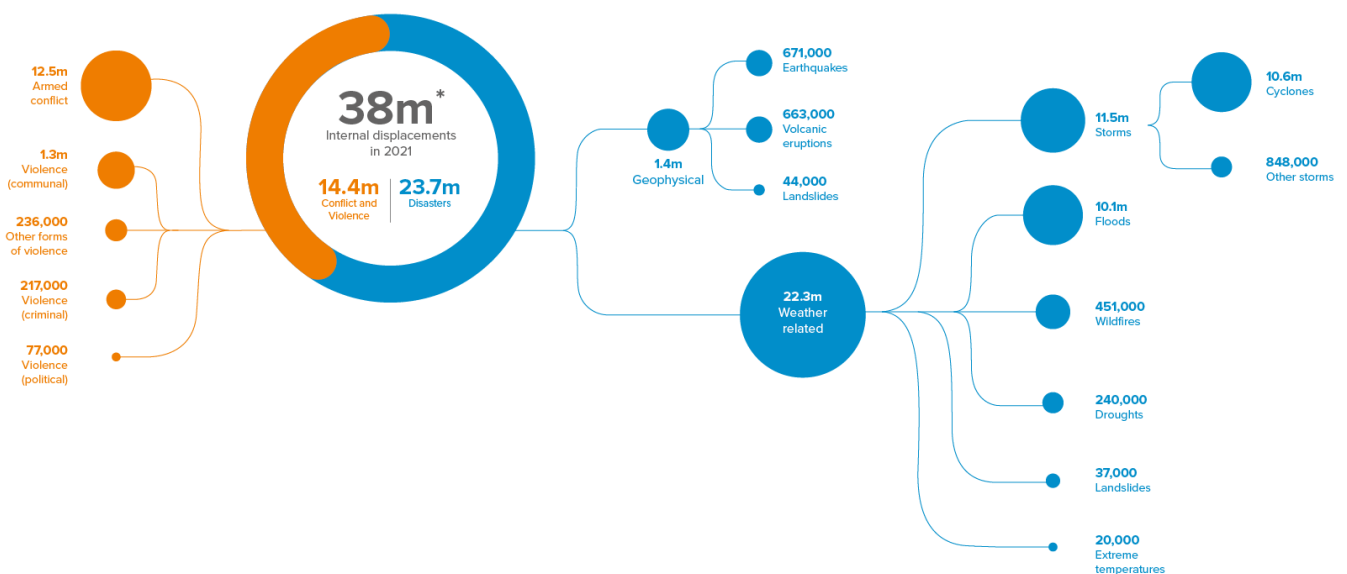 12.5m
Armed
conflict
1.3m
Violence
(communal)
236,000
Other forms
of violence
217,000
Violence
(criminal)
77,000
Violence
(political)
38m*
Internal displacements
in 2021
14.4m
Conflict and
Violence
23.7m
Disasters
1.4m
Geophysical
671,000
Earthquakes
663,000
Volcanic
eruptions
44,000
Landslides
22.3m
Weather
related
11.5m
Storms
10.6m
Cyclones
848,000
Other storms
10.1m
Floods
451,000
Wildfires
240,000
Droughts
37,000
Landslides
20,000
Extreme
temperatures